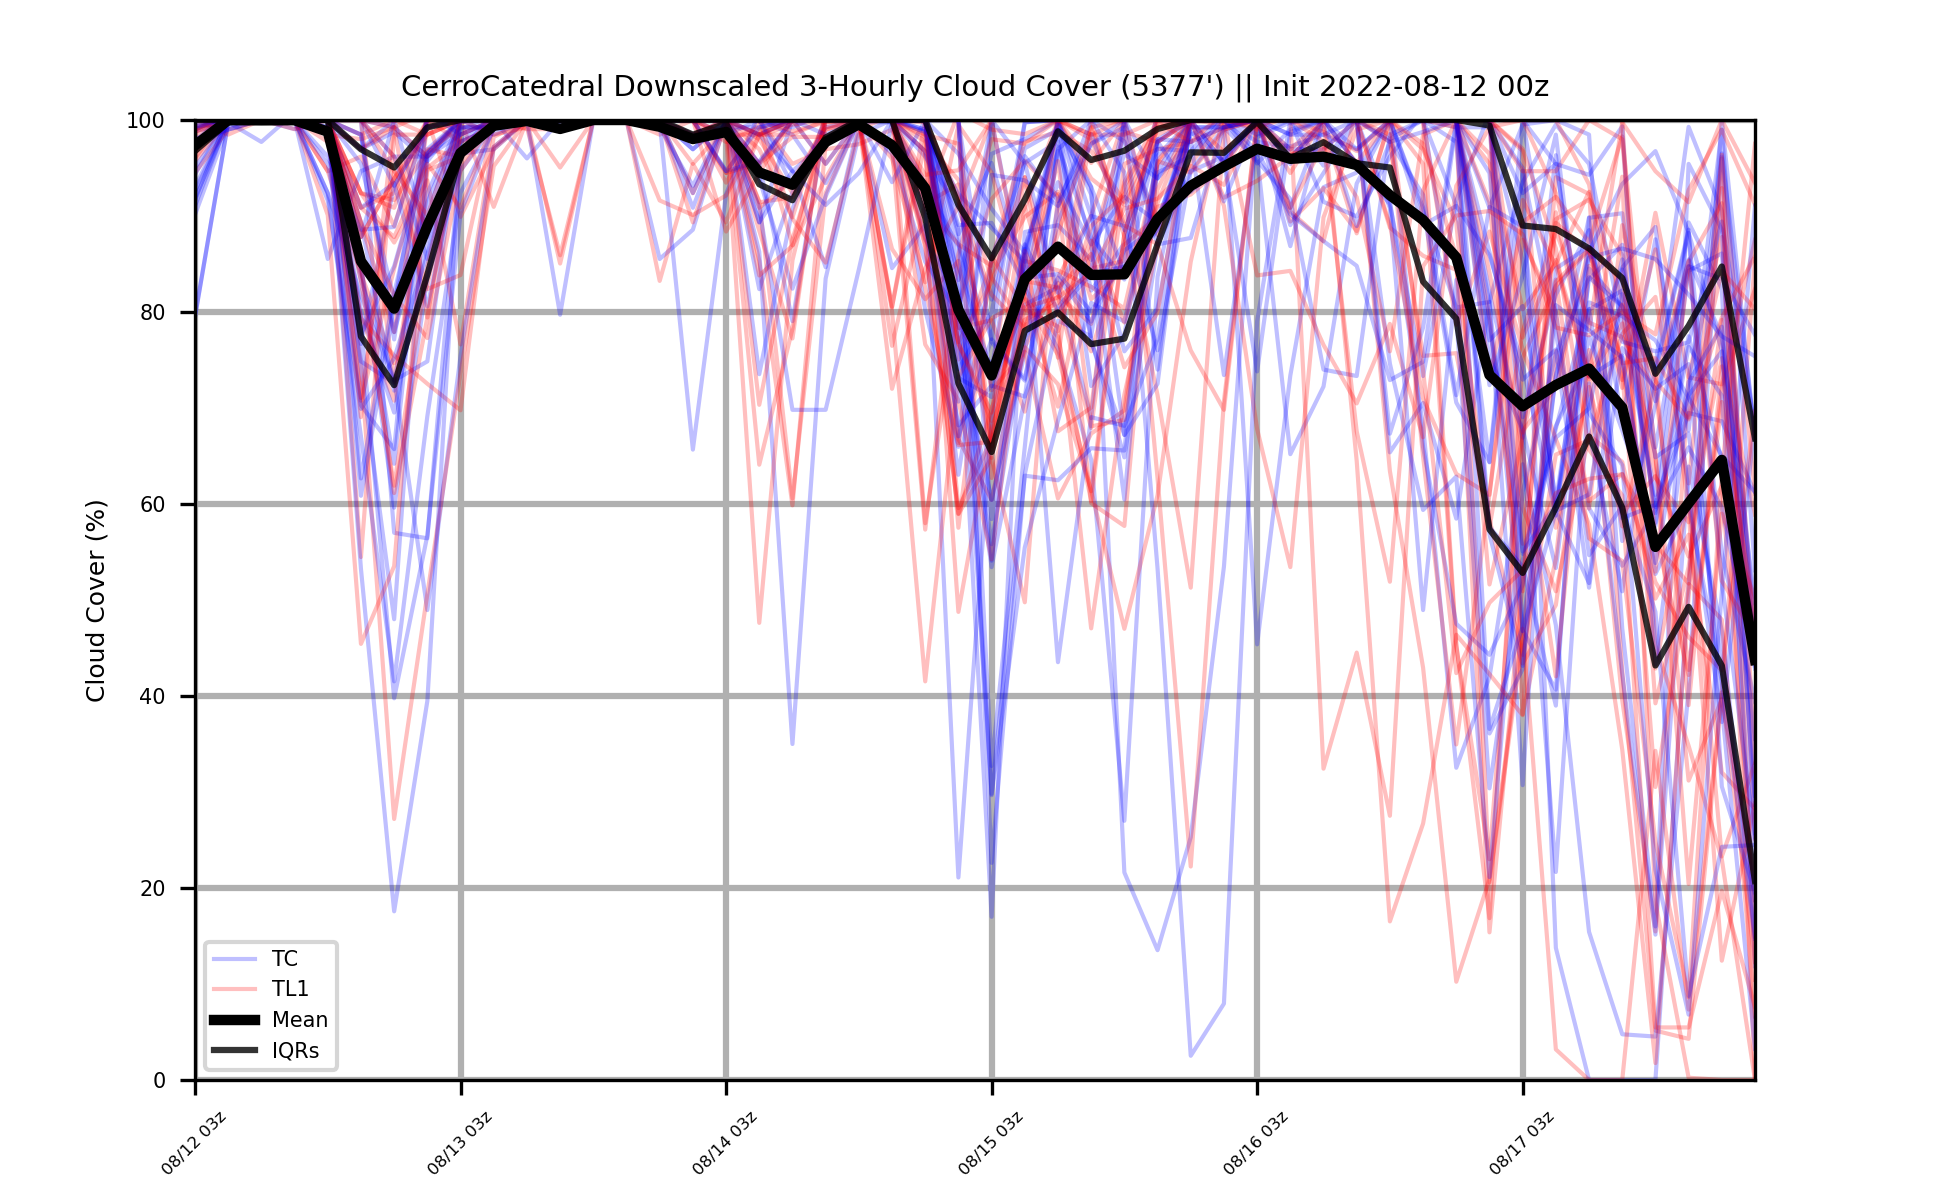 CerroCatedral Downscaled 3-Hourly Cloud Cover (5377') || Init 2022-08-12 00z
Cloud Cover (%)
100
80
60
40
20
0
TC
TL1
Mean
IQRs
08/12 03z
08/13 03z
08/14 03z
08/15 03z
08/16 03z
08/17 03z